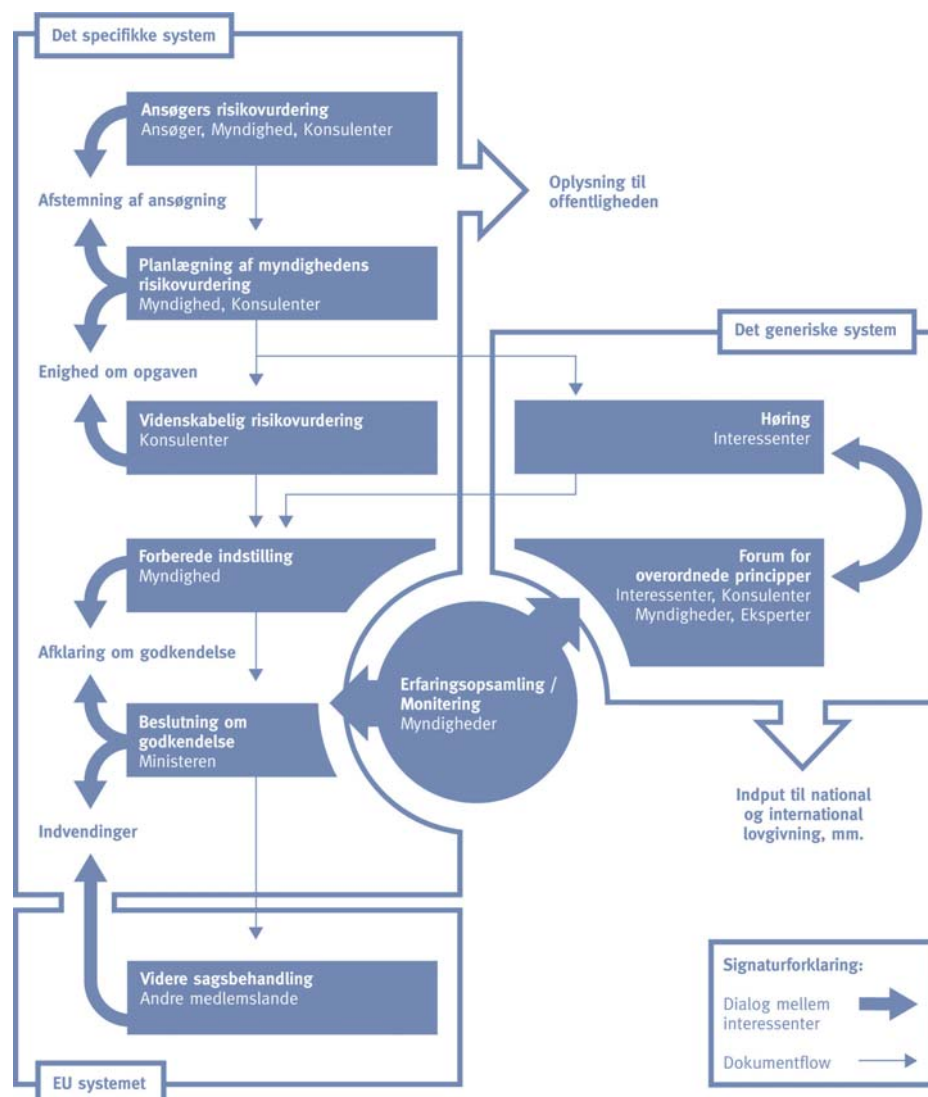 Det specifikke system
Ansøgers risikovurdering
Ansøger, Myndighed, Konsulenter
Afstemning af ansøgning
Oplysning til
offentligheden
Planlægning af myndighedens
risikovurdering
Myndighed, Konsulenter
Det generiske system
Enighed om opgaven
Videnskabelig risikovurdering
Konsulenter
Høring
Interessenter
Forberede indstilling
Myndighed
Forum for
overordnede principper
Interessenter, Konsulenter
Myndigheder, Eksperter
Afklaring om godkendelse
Erfaringsopsamling /
Monitering
Myndigheder
Beslutning om
godkendelse
Ministeren
Indput til national
og international
lovgivning, mm.
Indvendinger
Videre sagsbehandling
Andre medlemslande
EU systemet
Signaturforklaring:
Dialog mellem
interessenter
Dokumentflow